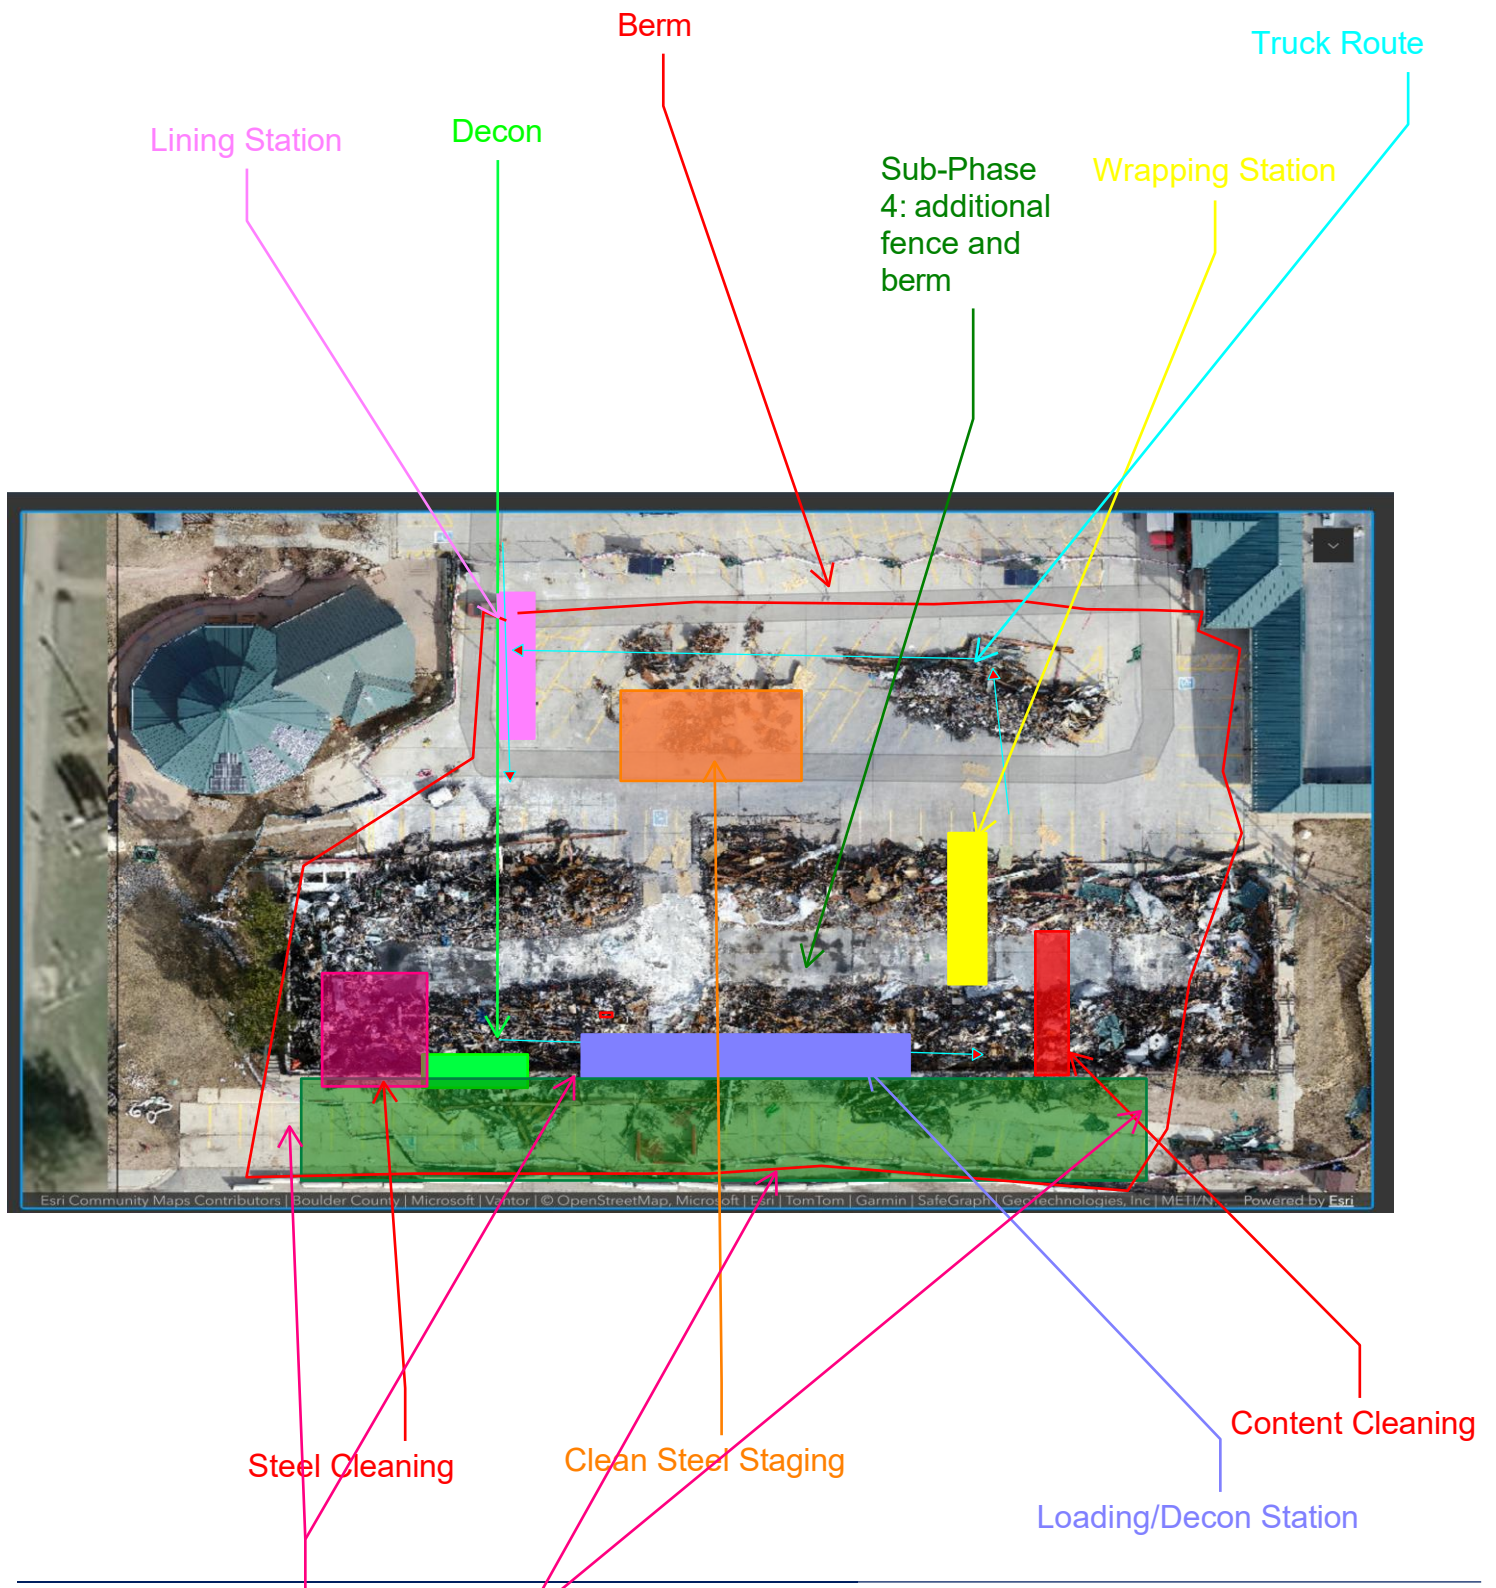 Berm
Truck Route
Decon
Lining Station
Sub-Phase
4: additional
fence and
berm
Wrapping Station
Esri Community Maps Contributors | Boulder County | Microsoft | Vantor | © OpenStreetMap, Microsoft | Esri | TomTom | Garmin | SafeGraph | GeoTechnologies, Inc | METI/N... Powered by Esri
Content Cleaning
Steel Cleaning
Clean Steel Staging
Loading/Decon Station